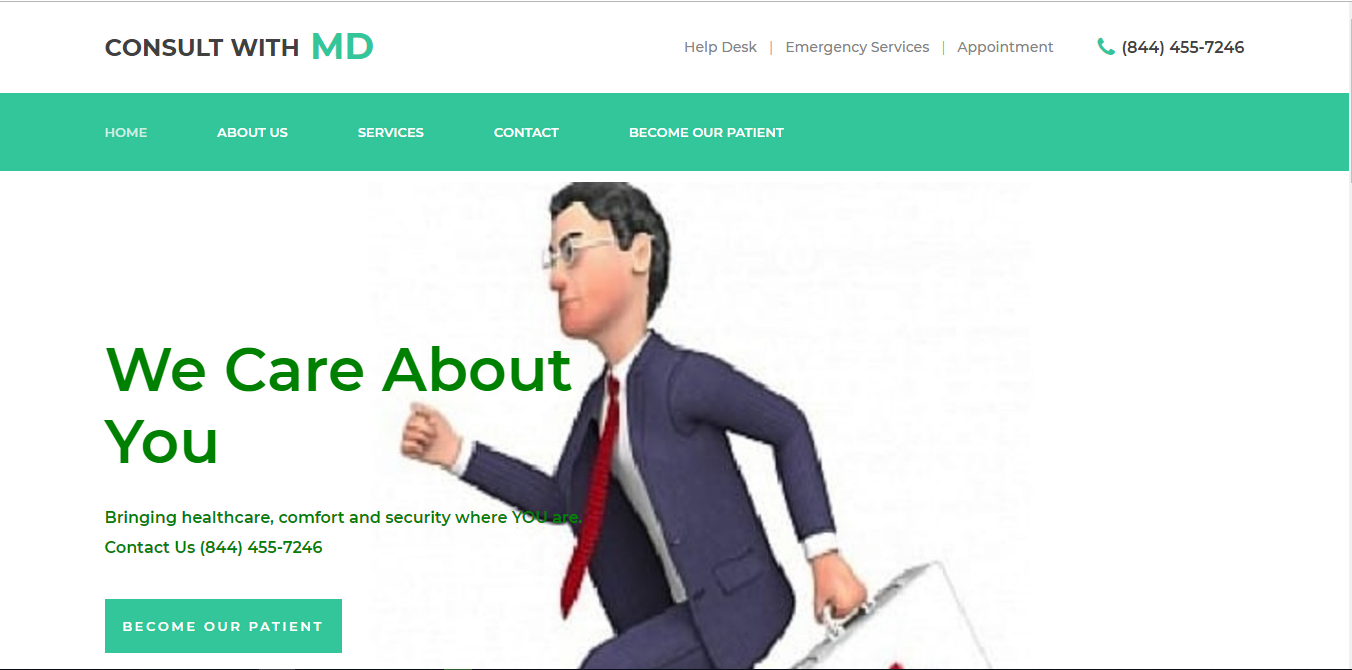 CONSULT WITH MD
Help Desk | Emergency Services | Appointment
(844) 455-7246
HOME
ABOUT US
SERVICES
CONTACT
BECOME OUR PATIENT
We Care About
You
Bringing healthcare, comfort and security where YOU are.
Contact Us (844) 455-7246
BECOME OUR PATIENT